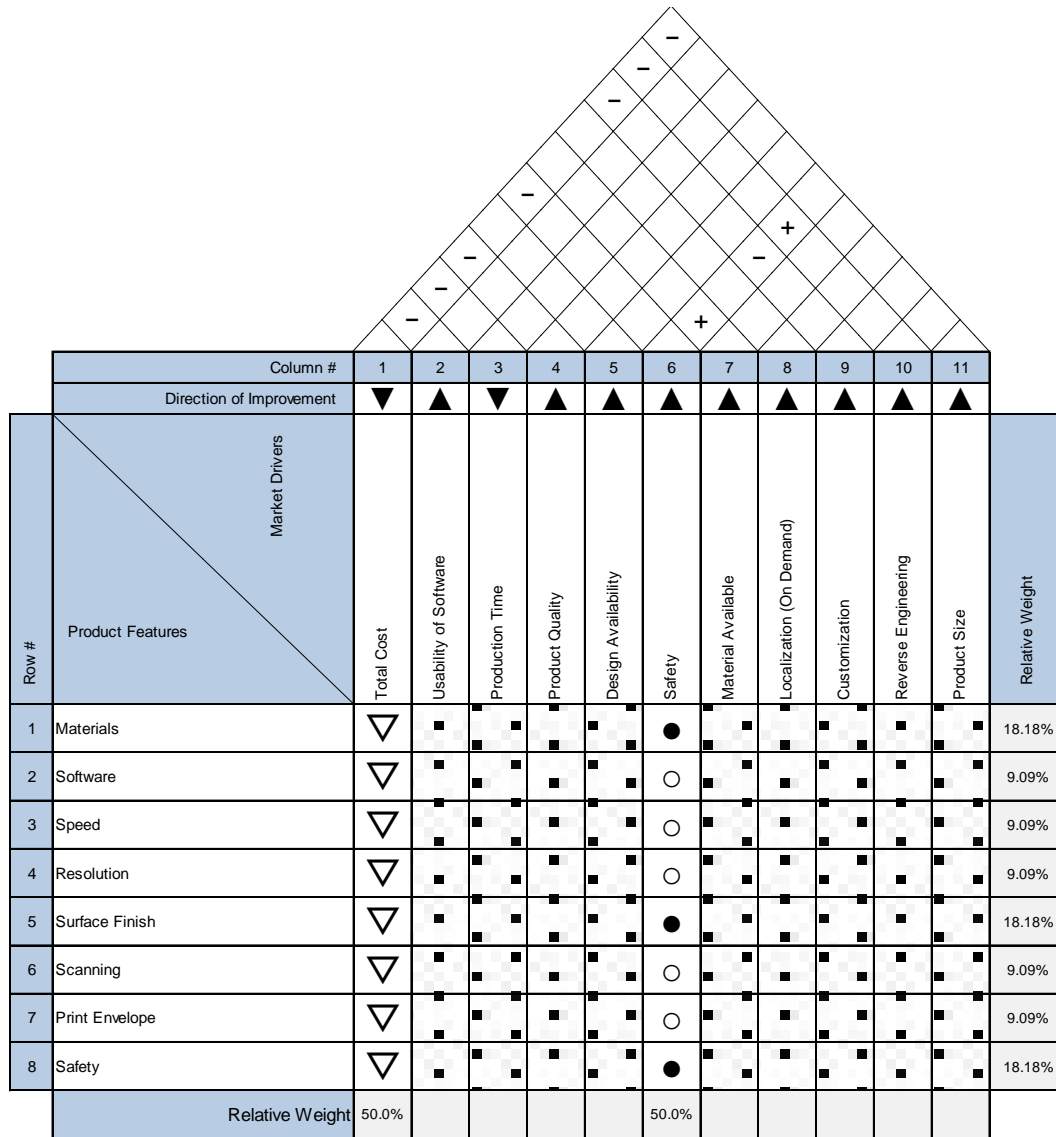 −
−
−
−
+
−
−
−
−
+
Column # 1 2 3 4 5 6 7 8 9 10 11
Direction of Improvement ▼ ▲ ▼ ▲ ▲ ▲ ▲ ▲ ▲ ▲ ▲
Row #
Market Drivers
Product Features
Total Cost
Usability of Software
Production Time
Product Quality
Design Availability
Safety
Material Available
Localization (On Demand)
Customization
Reverse Engineering
Product Size
Relative Weight
1 Materials ▽ ● 18.18%
2 Software ▽ ○ 9.09%
3 Speed ▽ ○ 9.09%
4 Resolution ▽ ○ 9.09%
5 Surface Finish ▽ ● 18.18%
6 Scanning ▽ ○ 9.09%
7 Print Envelope ▽ ○ 9.09%
8 Safety ▽ ● 18.18%
Relative Weight 50.0% 50.0%